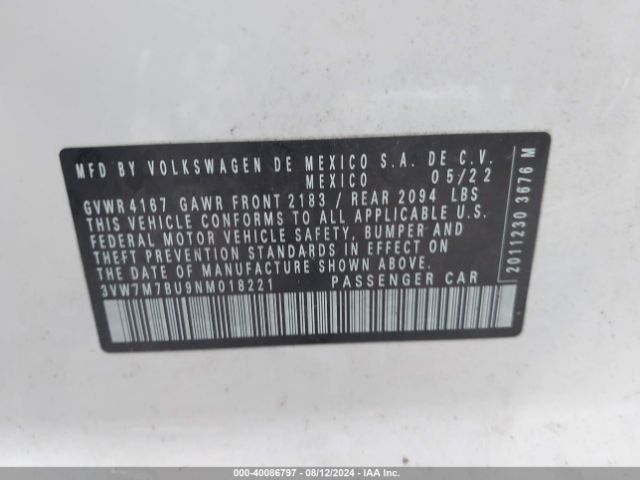 MFD BY VOLKSWAGEN DE MEXICO S.A. DE C.V.
MEXICO 05/22
GVWR 4167 GAWR FRONT 2183 / REAR 2094 LBS
THIS VEHICLE CONFORMS TO ALL APPLICABLE U.S.
FEDERAL MOTOR VEHICLE SAFETY, BUMPER AND
THEFT PREVENTION STANDARDS IN EFFECT ON
THE DATE OF MANUFACTURE SHOWN ABOVE.
3VW7M7BU9NM018221 PASSENGER CAR
2011230 3676 M
000-40086797 - 08/12/2024 - IAA Inc.